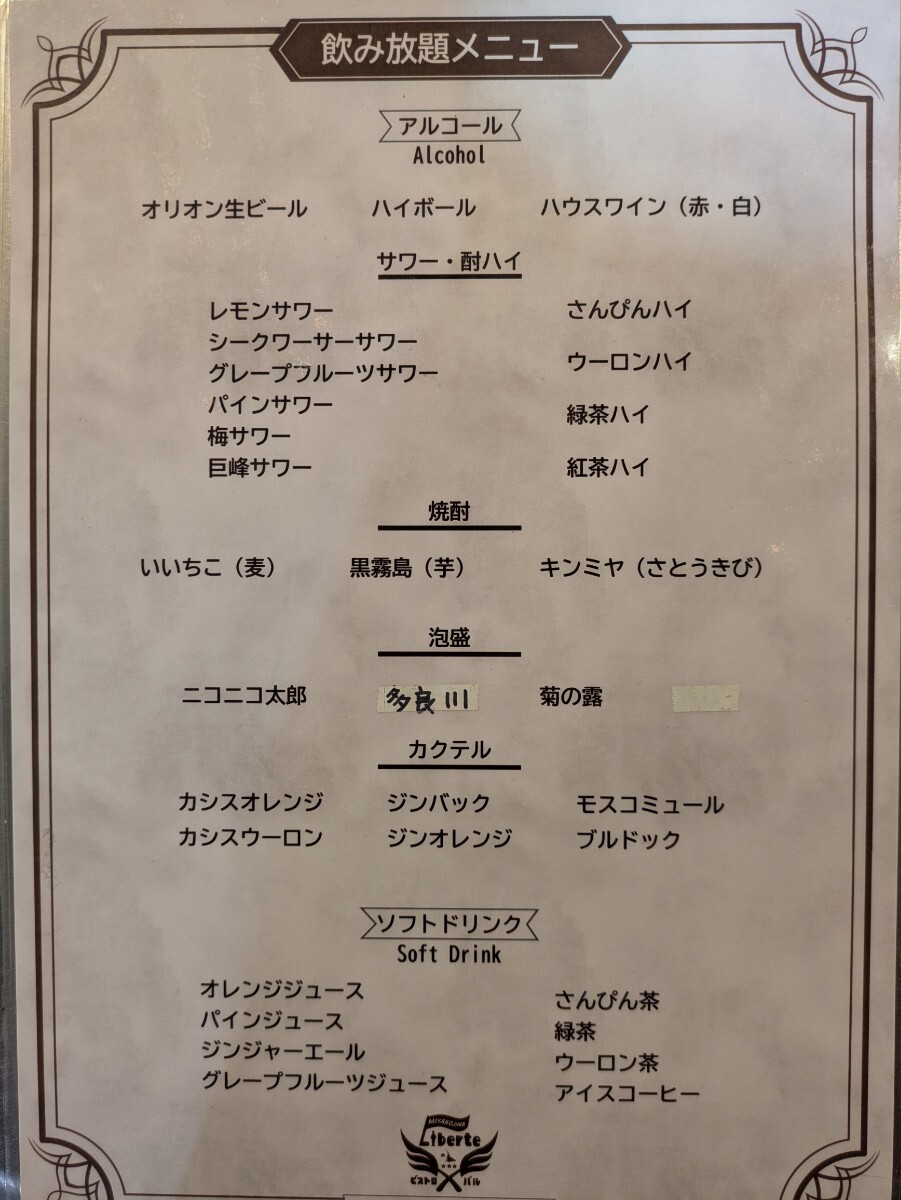 飲み放題メニュー
アルコール
Alcohol
オリオン生ビール ハイボール ハウスワイン（赤・白）
サワー・酎ハイ
レモンサワー
シークワーサーサワー
グレープフルーツサワー
パインサワー
梅サワー
巨峰サワー
さんぴんハイ
ウーロンハイ
緑茶ハイ
紅茶ハイ
焼酎
いいちこ（麦） 黒霧島（芋） キンミヤ（さとうきび）
泡盛
ニコニコ太郎 多良川 菊の露
カクテル
カシスオレンジ ジンバック モスコミュール
カシスウーロン ジンオレンジ ブルドック
ソフトドリンク
Soft Drink
オレンジジュース
パインジュース
ジンジャーエール
グレープフルーツジュース
さんぴん茶
緑茶
ウーロン茶
アイスコーヒー
MIYAKOJIMA
Liberte
ビストロ バル